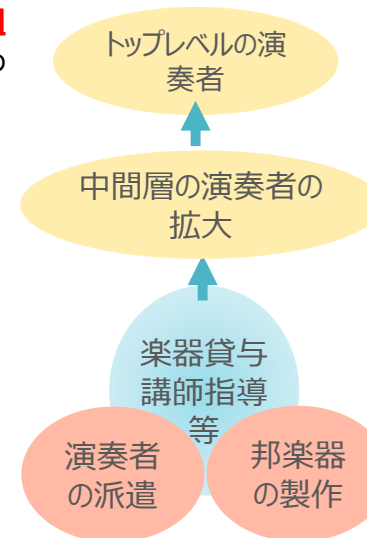 トップレベルの演
奏者
中間層の演奏者の
拡大
楽器貸与
講師指導
等
演奏者
の派遣
邦楽器
の製作